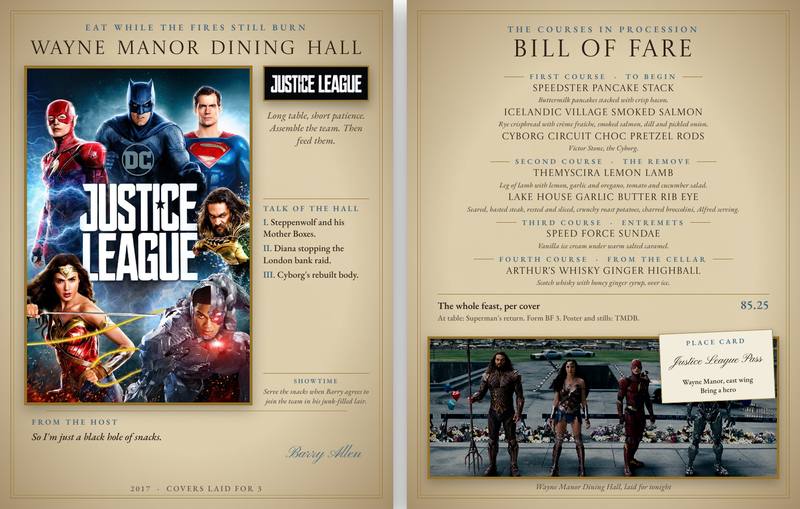 EAT WHILE THE FIRES STILL BURN
WAYNE MANOR DINING HALL
DC
JUSTICE
LEAGUE
JUSTICE LEAGUE
Long table, short patience.
Assemble the team. Then
feed them.
TALK OF THE HALL
I. Steppenwolf and his
Mother Boxes.
II. Diana stopping the
London bank raid.
III. Cyborg's rebuilt body.
SHOWTIME
Serve the snacks when Barry agrees to
join the team in his junk-filled lair.
FROM THE HOST
So I'm just a black hole of snacks.
Barry Allen
2017 · COVERS LAID FOR 3
THE COURSES IN PROCESSION
BILL OF FARE
FIRST COURSE · TO BEGIN
SPEEDSTER PANCAKE STACK
Buttermilk pancakes stacked with crisp bacon.
ICELANDIC VILLAGE SMOKED SALMON
Rye crispbread with crème fraîche, smoked salmon, dill and pickled onion.
CYBORG CIRCUIT CHOC PRETZEL RODS
Victor Stone, the Cyborg.
SECOND COURSE · THE REMOVE
THEMYSCIRA LEMON LAMB
Leg of lamb with lemon, garlic and oregano, tomato and cucumber salad.
LAKE HOUSE GARLIC BUTTER RIB EYE
Seared, basted steak, rested and sliced, crunchy roast potatoes, charred broccolini, Alfred serving.
THIRD COURSE · ENTREMETS
SPEED FORCE SUNDAE
Vanilla ice cream under warm salted caramel.
FOURTH COURSE · FROM THE CELLAR
ARTHUR'S WHISKY GINGER HIGHBALL
Scotch whisky with honey ginger syrup, over ice.
The whole feast, per cover 85.25
At table: Superman's return. Form BF 3. Poster and stills: TMDB.
PLACE CARD
Justice League Pass
Wayne Manor, east wing
Bring a hero
Wayne Manor Dining Hall, laid for tonight